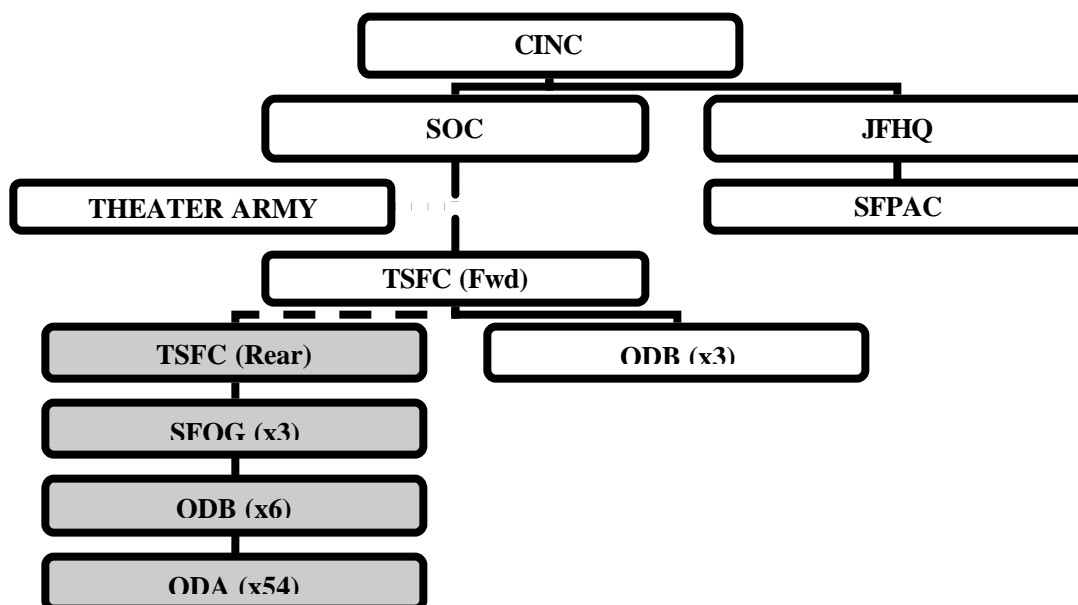 CINC
SOC
JFHQ
THEATER ARMY
SFPAC
TSFC (Fwd)
TSFC (Rear)
ODB (x3)
SFOG (x3)
ODB (x6)
ODA (x54)